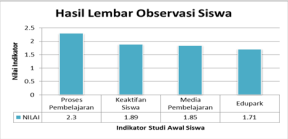 Hasil Lembar Observasi Siswa
Nilai Indikator
2.5
2
1.5
1
0.5
0
Proses Pembelajaran
Keaktifan Siswa
Media Pembelajaran
Edupark
NILAI 2.3 1.89 1.85 1.71
Indikator Studi Awal Siswa